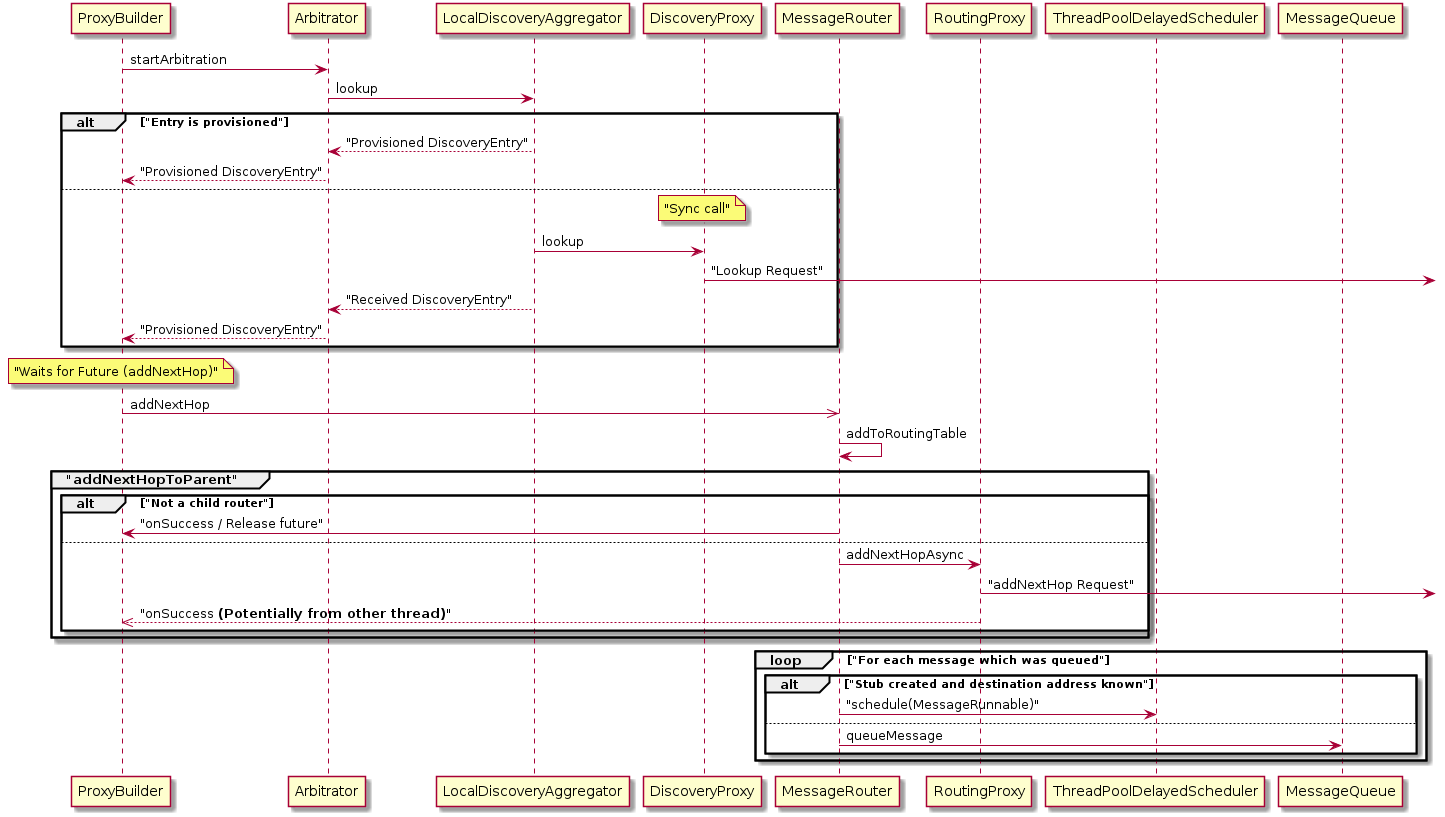 ProxyBuilder Arbitrator LocalDiscoveryAggregator DiscoveryProxy MessageRouter RoutingProxy ThreadPoolDelayedScheduler MessageQueue
startArbitration
lookup
alt ["Entry is provisioned"]
"Provisioned DiscoveryEntry"
"Provisioned DiscoveryEntry"
"Sync call"
lookup
"Lookup Request"
"Received DiscoveryEntry"
"Provisioned DiscoveryEntry"
"Waits for Future (addNextHop)"
addNextHop
addToRoutingTable
"addNextHopToParent"
alt ["Not a child router"]
"onSuccess / Release future"
addNextHopAsync
"addNextHop Request"
"onSuccess (Potentially from other thread)"
loop ["For each message which was queued"]
alt ["Stub created and destination address known"]
"schedule(MessageRunnable)"
queueMessage
ProxyBuilder Arbitrator LocalDiscoveryAggregator DiscoveryProxy MessageRouter RoutingProxy ThreadPoolDelayedScheduler MessageQueue